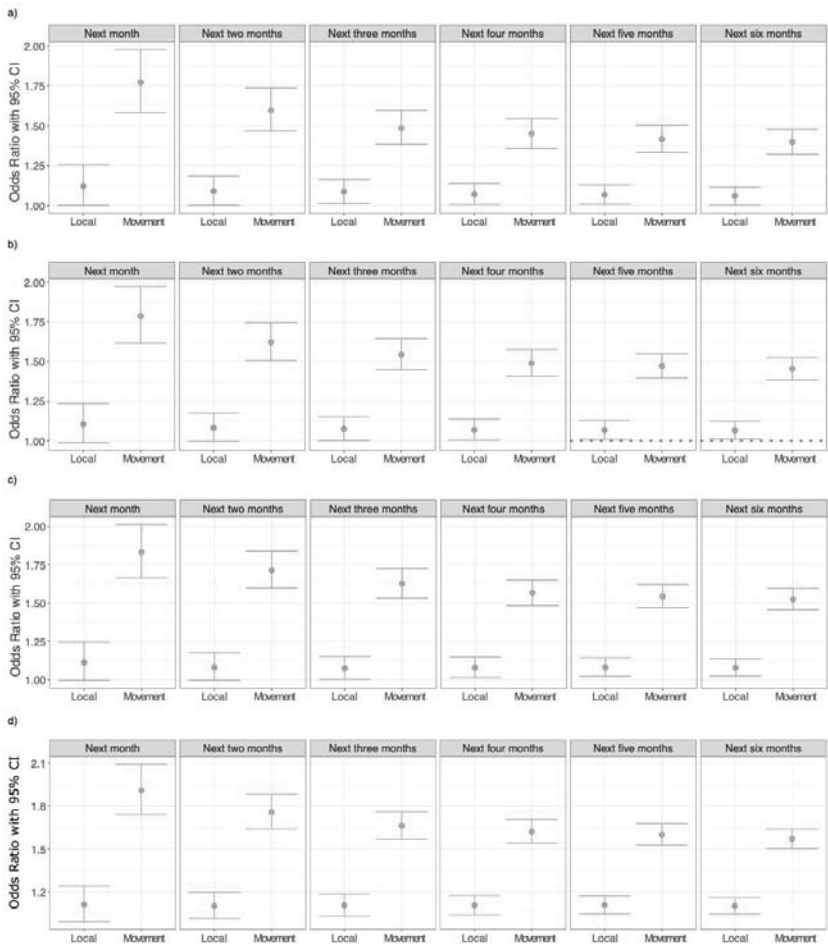 a)
Next month Next two months Next three months Next four months Next five months Next six months
Odds Ratio with 95% CI
2.00
1.75
1.50
1.25
1.00
Local Movement Local Movement Local Movement Local Movement Local Movement Local Movement
b)
Next month Next two months Next three months Next four months Next five months Next six months
Odds Ratio with 95% CI
2.00
1.75
1.50
1.25
1.00
Local Movement Local Movement Local Movement Local Movement Local Movement Local Movement
c)
Next month Next two months Next three months Next four months Next five months Next six months
Odds Ratio with 95% CI
2.00
1.75
1.50
1.25
1.00
Local Movement Local Movement Local Movement Local Movement Local Movement Local Movement
d)
Next month Next two months Next three months Next four months Next five months Next six months
Odds Ratio with 95% CI
2.1
1.8
1.5
1.2
Local Movement Local Movement Local Movement Local Movement Local Movement Local Movement